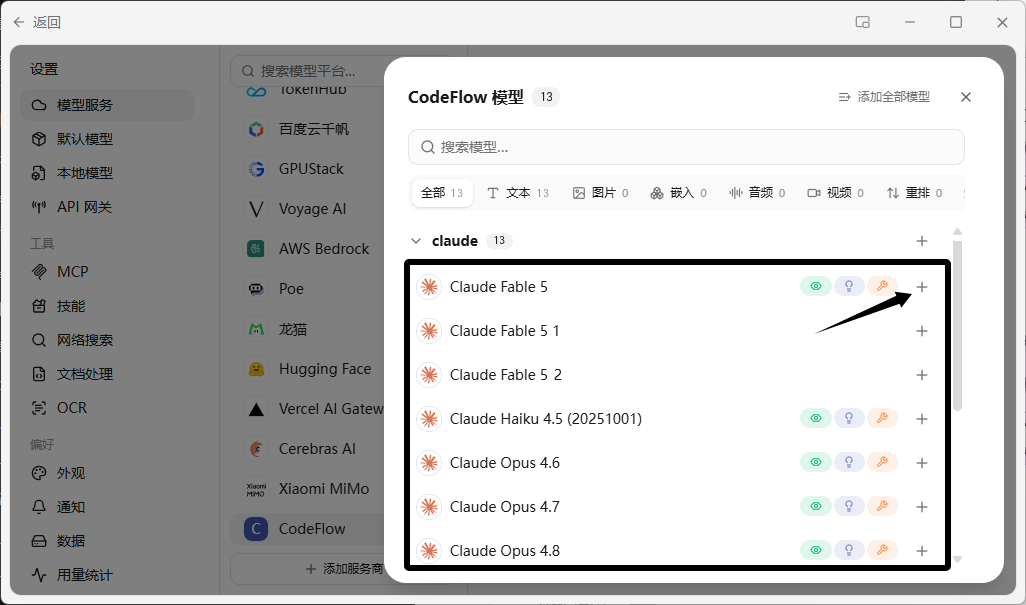 返回
设置
模型服务
默认模型
本地模型
API 网关
工具
MCP
技能
网络搜索
文档处理
OCR
偏好
外观
通知
数据
用量统计
搜索模型平台...
TokenHub
百度云千帆
GPUStack
Voyage AI
AWS Bedrock
Poe
龙猫
Hugging Face
Vercel AI Gatew
Cerebras AI
Xiaomi MiMo
C CodeFlow
添加服务商
CodeFlow 模型 13
添加全部模型
搜索模型...
全部 13 文本 13 图片 0 嵌入 0 音频 0 视频 0 重排 0
claude 13
Claude Fable 5
Claude Fable 5 1
Claude Fable 5 2
Claude Haiku 4.5 (20251001)
Claude Opus 4.6
Claude Opus 4.7
Claude Opus 4.8